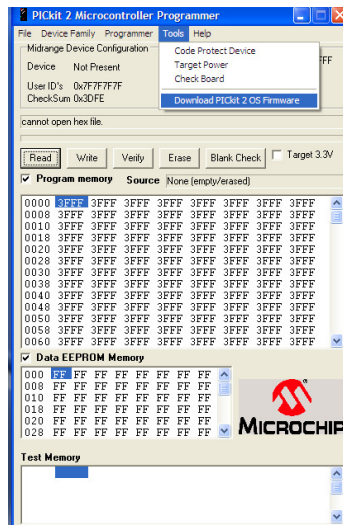 PICkit 2 Microcontroller Programmer
File Device Family Programmer Tools Help
Code Protect Device
Target Power
Check Board
Download PICkit 2 OS Firmware
Midrange Device Configuration
Device Not Present
User ID's 0x7F7F7F7F
CheckSum 0x3DFE
cannot open hex file.
Read Write Verify Erase Blank Check Target 3.3V
Program memory Source None (empty/erased)
0000 3FFF 3FFF 3FFF 3FFF 3FFF 3FFF 3FFF 3FFF
0008 3FFF 3FFF 3FFF 3FFF 3FFF 3FFF 3FFF 3FFF
0010 3FFF 3FFF 3FFF 3FFF 3FFF 3FFF 3FFF 3FFF
0018 3FFF 3FFF 3FFF 3FFF 3FFF 3FFF 3FFF 3FFF
0020 3FFF 3FFF 3FFF 3FFF 3FFF 3FFF 3FFF 3FFF
0028 3FFF 3FFF 3FFF 3FFF 3FFF 3FFF 3FFF 3FFF
0030 3FFF 3FFF 3FFF 3FFF 3FFF 3FFF 3FFF 3FFF
0038 3FFF 3FFF 3FFF 3FFF 3FFF 3FFF 3FFF 3FFF
0040 3FFF 3FFF 3FFF 3FFF 3FFF 3FFF 3FFF 3FFF
0048 3FFF 3FFF 3FFF 3FFF 3FFF 3FFF 3FFF 3FFF
0050 3FFF 3FFF 3FFF 3FFF 3FFF 3FFF 3FFF 3FFF
0058 3FFF 3FFF 3FFF 3FFF 3FFF 3FFF 3FFF 3FFF
0060 3FFF 3FFF 3FFF 3FFF 3FFF 3FFF 3FFF 3FFF
Data EEPROM Memory
000 FF FF FF FF FF FF FF FF
008 FF FF FF FF FF FF FF FF
010 FF FF FF FF FF FF FF FF
018 FF FF FF FF FF FF FF FF
020 FF FF FF FF FF FF FF FF
028 FF FF FF FF FF FF FF FF
MICROCHIP
Test Memory